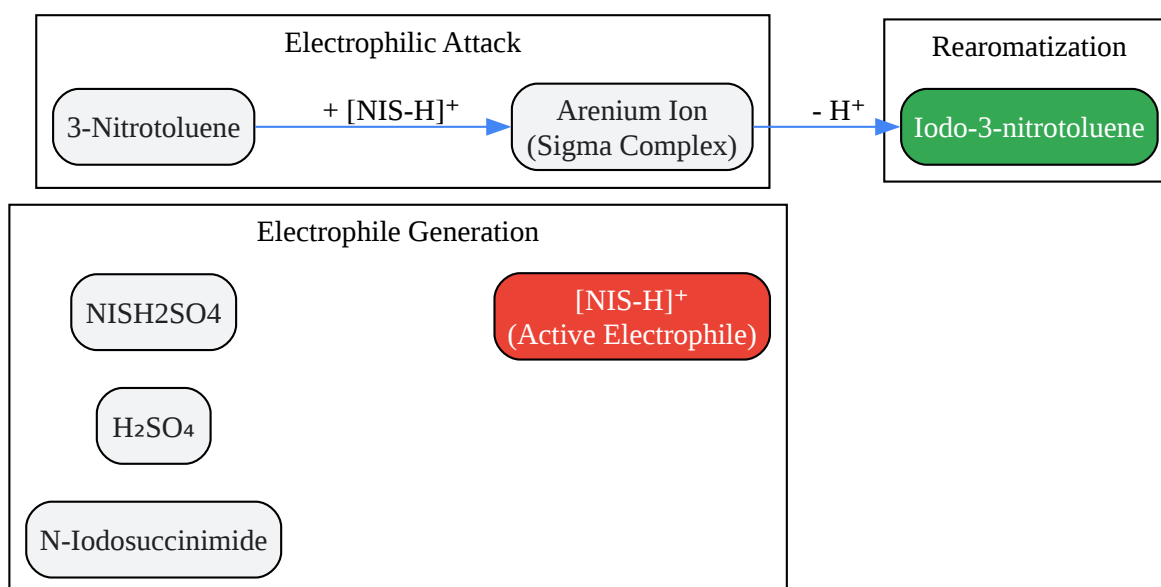 Electrophilic Attack
3-Nitrotoluene
+ [NIS-H]⁺
Arenium Ion
(Sigma Complex)
- H⁺
Rearomatization
Iodo-3-nitrotoluene
Electrophile Generation
NISH2SO4
[NIS-H]⁺
(Active Electrophile)
H₂SO₄
N-Iodosuccinimide